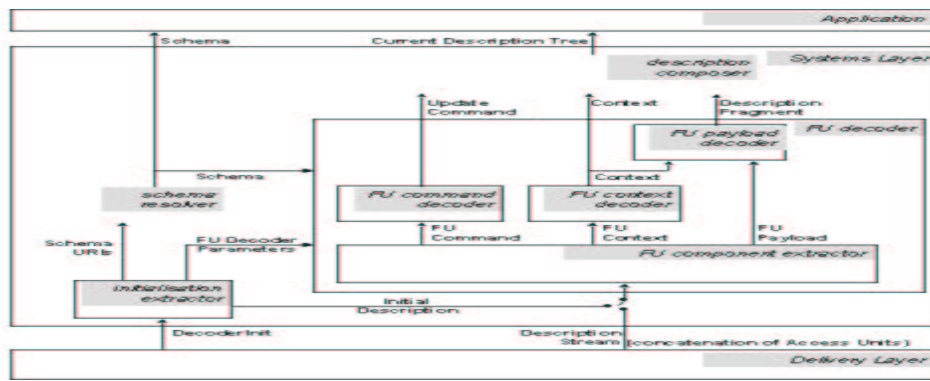 Application
Schema
Current Description Tree
Systems Layer
description
composer
Update
Command
Context
Description
Fragment
FU decoder
FU payload
decoder
Schema
Context
schema
resolver
FU command
decoder
FU context
decoder
Schema
URIs
FU Decoder
Parameters
FU
Command
FU
Context
FU
Payload
FU component extractor
initialisation
extractor
Initial
Description
DecoderInit
Description
Stream (concatenation of Access Units)
Delivery Layer